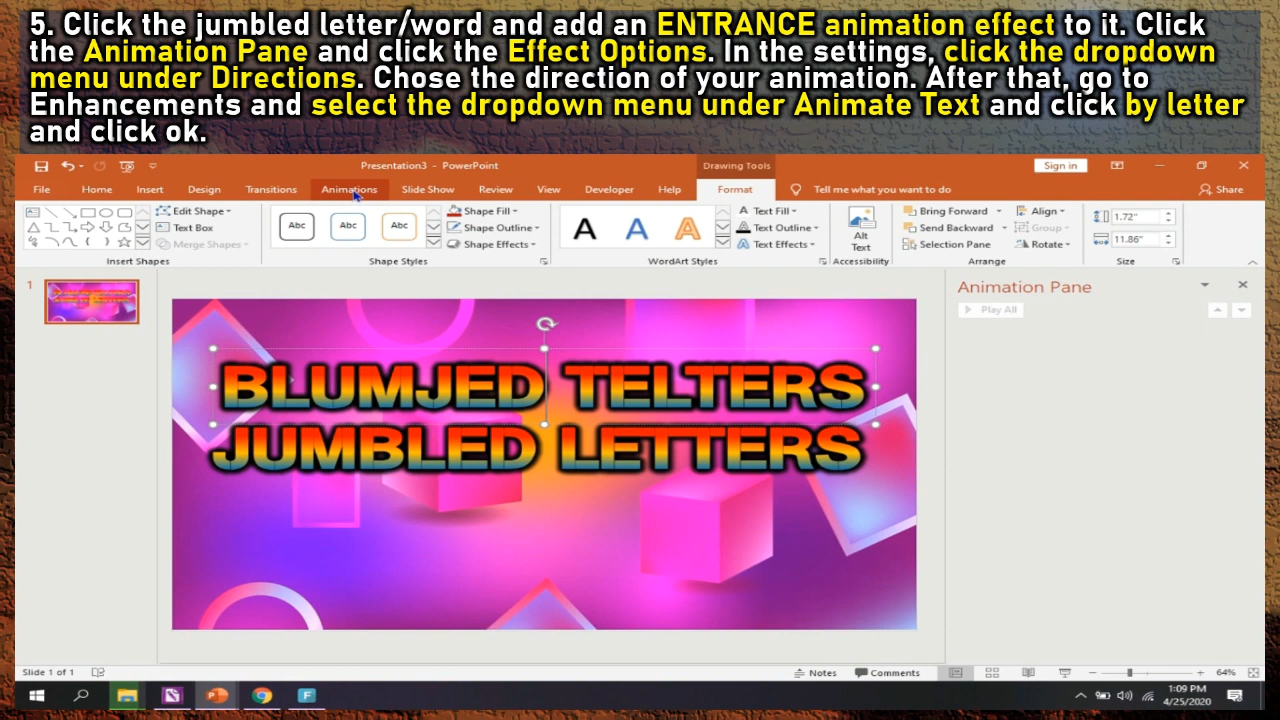 5. Click the jumbled letter/word and add an ENTRANCE animation effect to it. Click
the Animation Pane and click the Effect Options. In the settings, click the dropdown
menu under Directions. Chose the direction of your animation. After that, go to
Enhancements and select the dropdown menu under Animate Text and click by letter
and click ok.
Presentation3 - PowerPoint
Drawing Tools
Sign in
File Home Insert Design Transitions Animations Slide Show Review View Developer Help Format Tell me what you want to do Share
Edit Shape
Text Box
Merge Shapes
Insert Shapes
Abc Abc Abc
Shape Fill
Shape Outline
Shape Effects
Shape Styles
A A A
Text Fill
Text Outline
Text Effects
WordArt Styles
Alt
Text
Accessibility
Bring Forward
Send Backward
Selection Pane
Align
Group
Rotate
Arrange
1.72"
11.86"
Size
1
BLUMJED TELTERS
JUMBLED LETTERS
Animation Pane
Play All
Slide 1 of 1
Notes Comments 64%
1:09 PM
4/25/2020